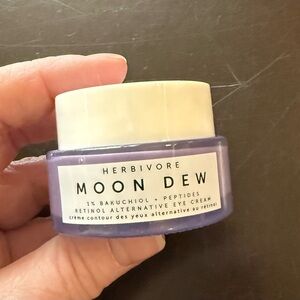 HERBIVORE
MOON DEW
1% BAKUCHIOL + PEPTIDES
RETINOL ALTERNATIVE EYE CREAM
crème contour des yeux alternative au rétinol